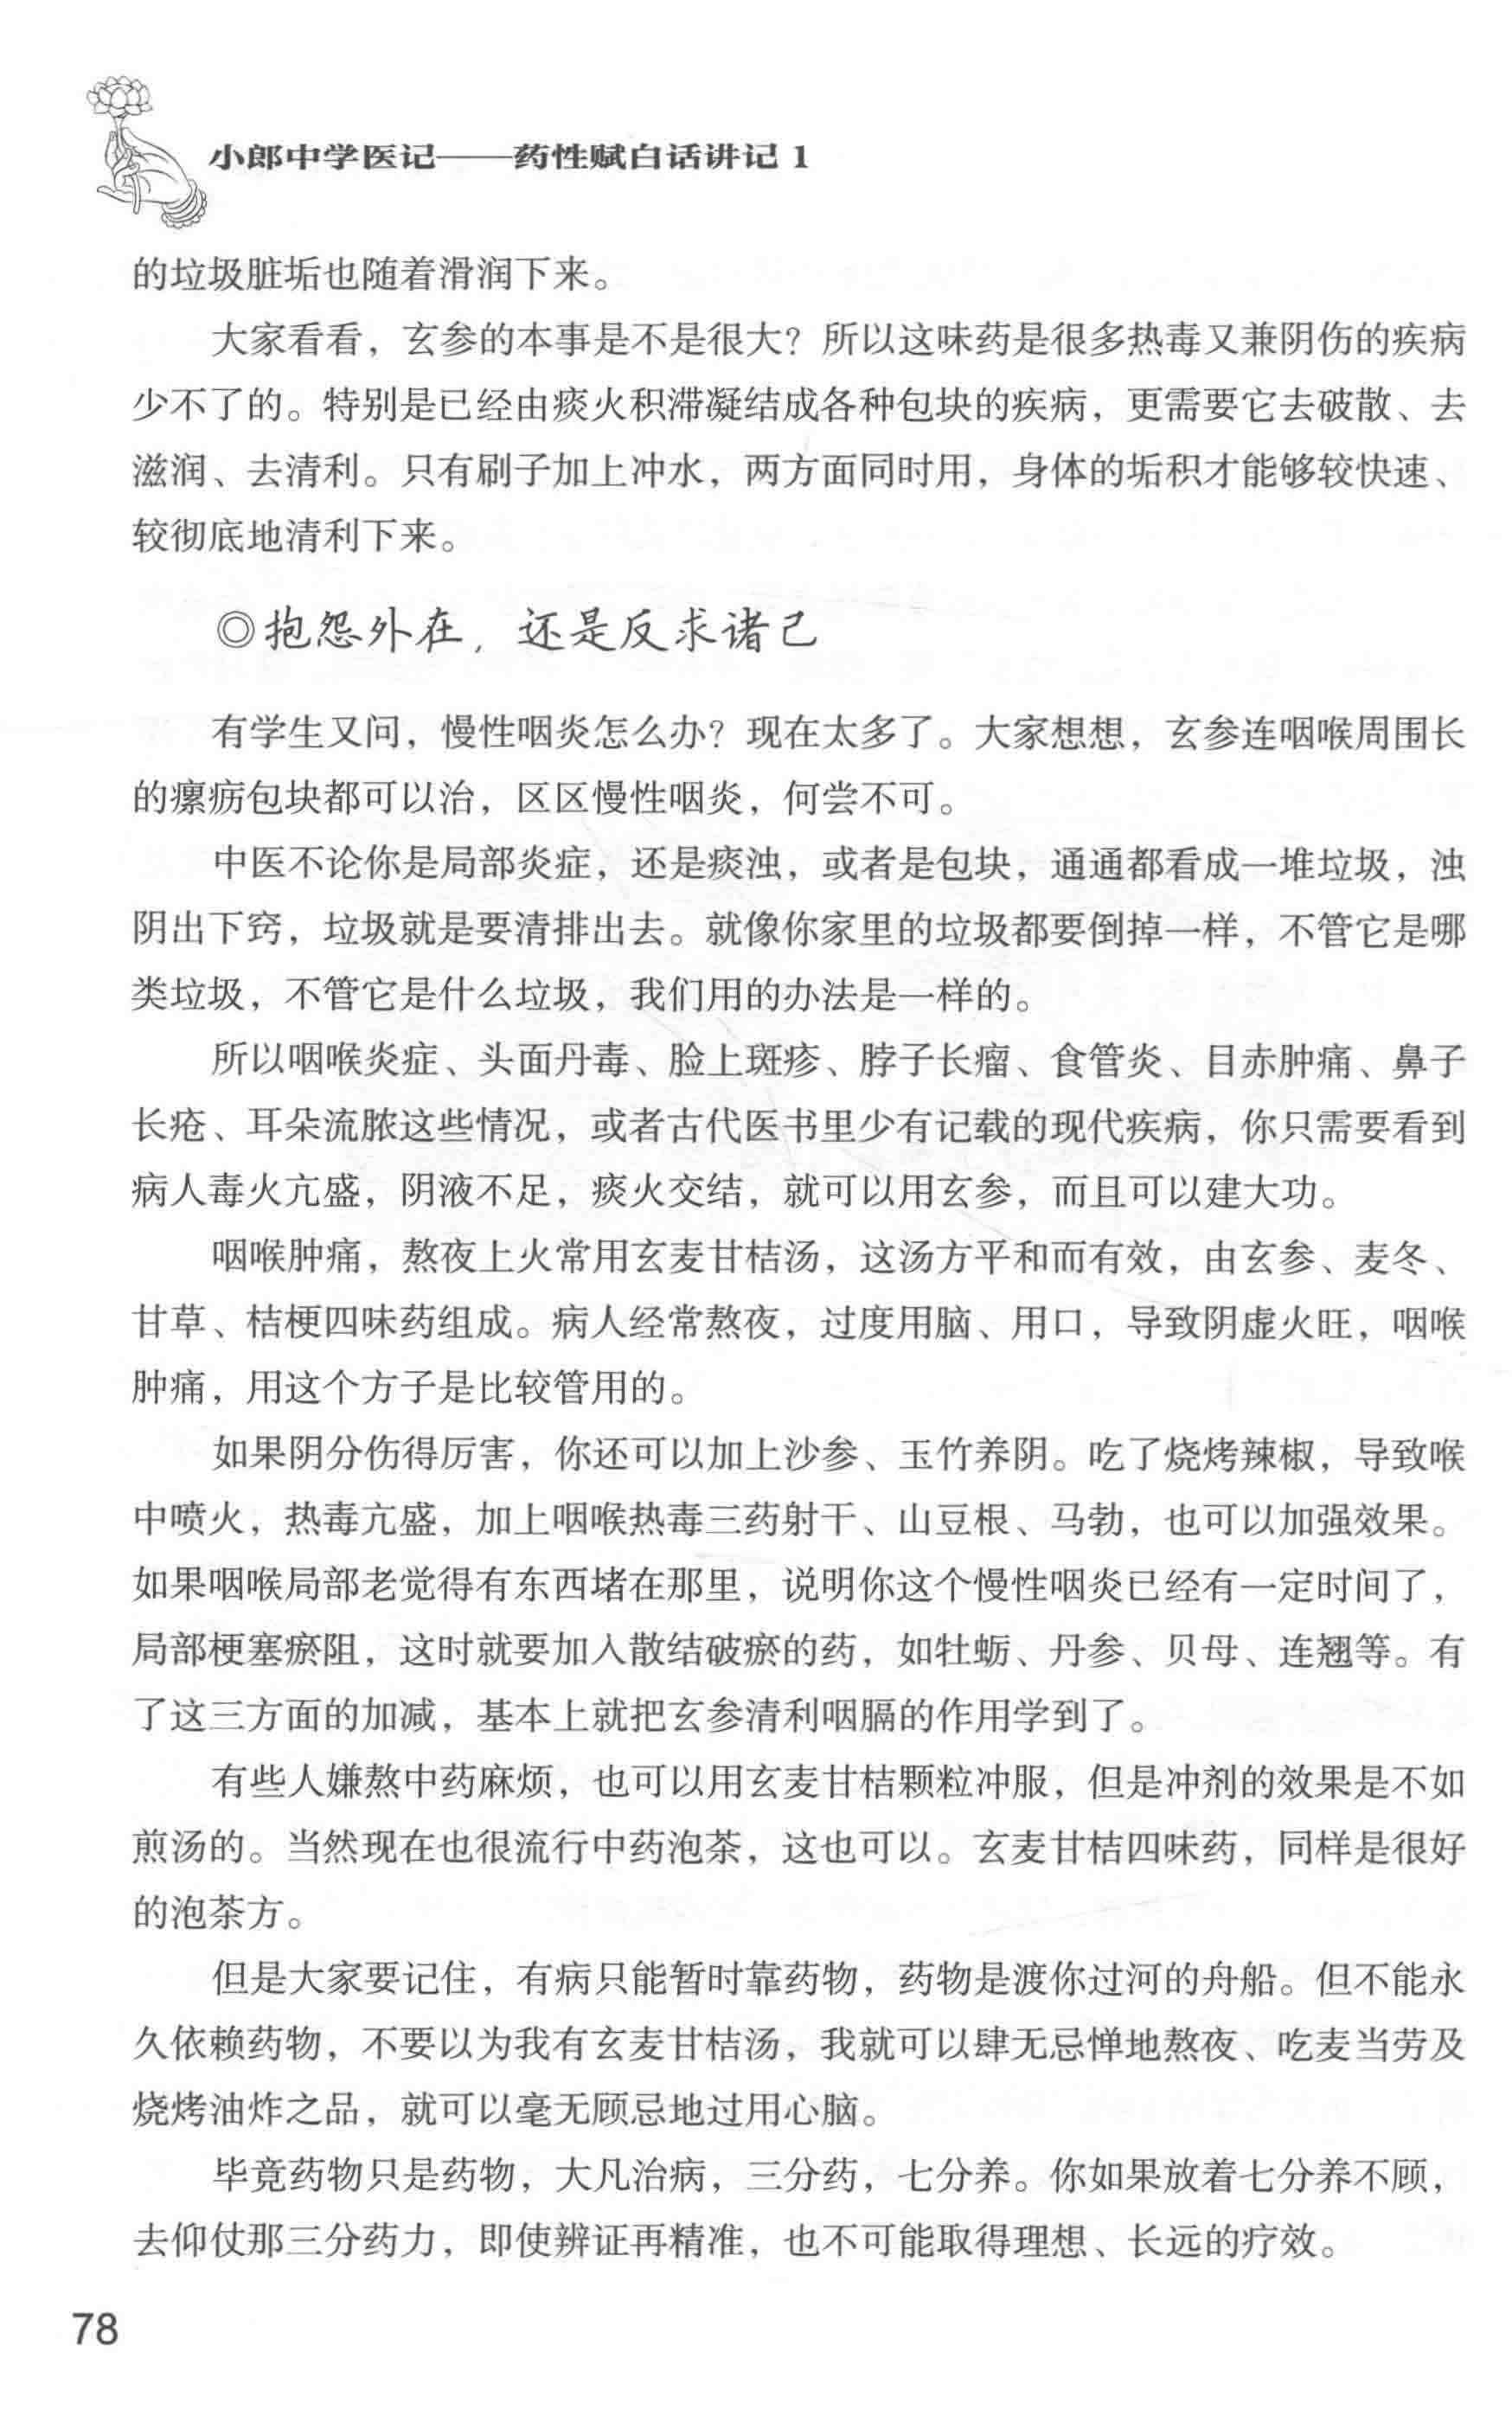 小郎中学医记——药性赋白话讲记 1
的垃圾脏垢也随着滑润下来。
大家看看，玄参的本事是不是很大？所以这味药是很多热毒又兼阴伤的疾病
少不了的。特别是已经由痰火积滞凝结成各种包块的疾病，更需要它去破散、去
滋润、去清利。只有刷子加上冲水，两方面同时用，身体的垢积才能够较快速、
较彻底地清利下来。
◎抱怨外在，还是反求诸己
有学生又问，慢性咽炎怎么办？现在太多了。大家想想，玄参连咽喉周围长
的瘰疬包块都可以治，区区慢性咽炎，何尝不可。
中医不论你是局部炎症，还是痰浊，或者是包块，通通都看成一堆垃圾，浊
阴出下窍，垃圾就是要清排出去。就像你家里的垃圾都要倒掉一样，不管它是哪
类垃圾，不管它是什么垃圾，我们用的办法是一样的。
所以咽喉炎症、头面丹毒、脸上斑疹、脖子长瘤、食管炎、目赤肿痛、鼻子
长疮、耳朵流脓这些情况，或者古代医书里少有记载的现代疾病，你只需要看到
病人毒火亢盛，阴液不足，痰火交结，就可以用玄参，而且可以建大功。
咽喉肿痛，熬夜上火常用玄麦甘桔汤，这汤方平和而有效，由玄参、麦冬、
甘草、桔梗四味药组成。病人经常熬夜，过度用脑、用口，导致阴虚火旺，咽喉
肿痛，用这个方子是比较管用的。
如果阴分伤得厉害，你还可以加上沙参、玉竹养阴。吃了烧烤辣椒，导致喉
中喷火，热毒亢盛，加上咽喉热毒三药射干、山豆根、马勃，也可以加强效果。
如果咽喉局部老觉得有东西堵在那里，说明你这个慢性咽炎已经有一定时间了，
局部梗塞瘀阻，这时就要加入散结破瘀的药，如牡蛎、丹参、贝母、连翘等。有
了这三方面的加减，基本上就把玄参清利咽膈的作用学到了。
有些人嫌熬中药麻烦，也可以用玄麦甘桔颗粒冲服，但是冲剂的效果是不如
煎汤的。当然现在也很流行中药泡茶，这也可以。玄麦甘桔四味药，同样是很好
的泡茶方。
但是大家要记住，有病只能暂时靠药物，药物是渡你过河的舟船。但不能永
久依赖药物，不要以为我有玄麦甘桔汤，我就可以肆无忌惮地熬夜、吃麦当劳及
烧烤油炸之品，就可以毫无顾忌地过用心脑。
毕竟药物只是药物，大凡治病，三分药，七分养。你如果放着七分养不顾，
去仰仗那三分药力，即使辨证再精准，也不可能取得理想、长远的疗效。
78